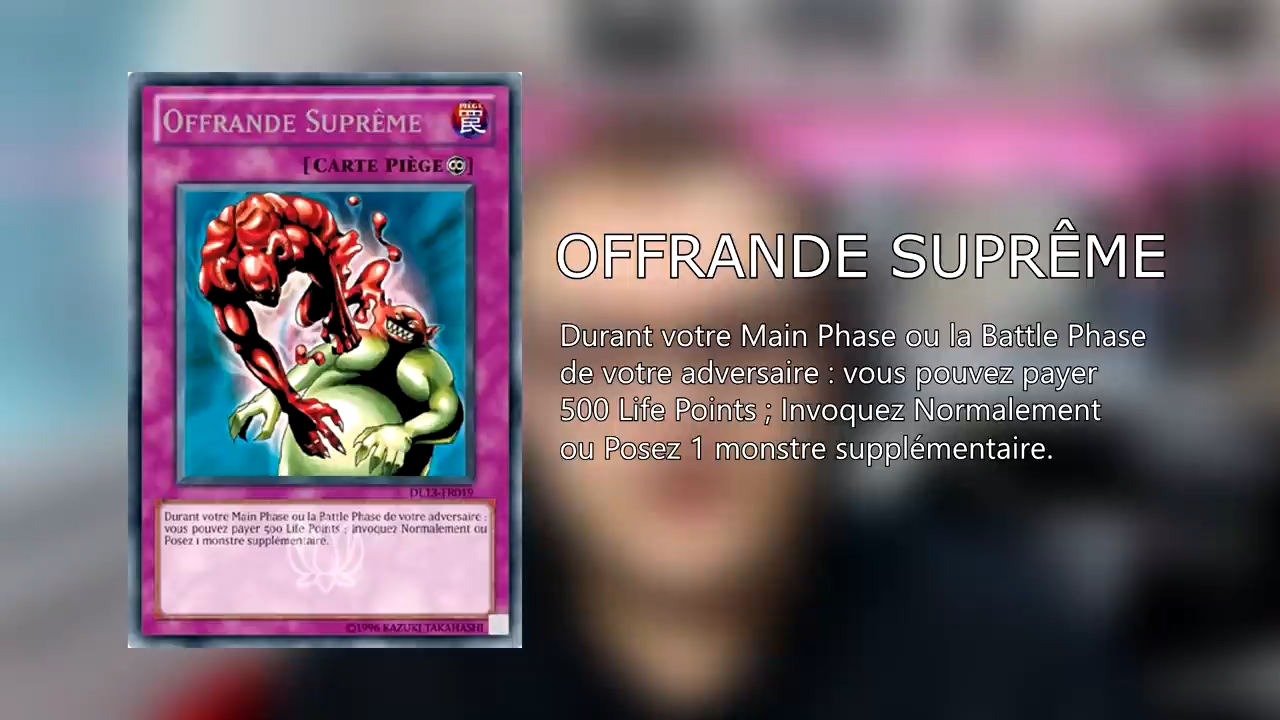 OFFRANDE SUPRÊME
PIÈGE
罠
[CARTE PIÈGE]
DL13-FR019
Durant votre Main Phase ou la Battle Phase de votre adversaire :
vous pouvez payer 500 Life Points ; Invoquez Normalement ou
Posez 1 monstre supplémentaire.
©1996 KAZUKI TAKAHASHI
OFFRANDE SUPRÊME
Durant votre Main Phase ou la Battle Phase
de votre adversaire : vous pouvez payer
500 Life Points ; Invoquez Normalement
ou Posez 1 monstre supplémentaire.